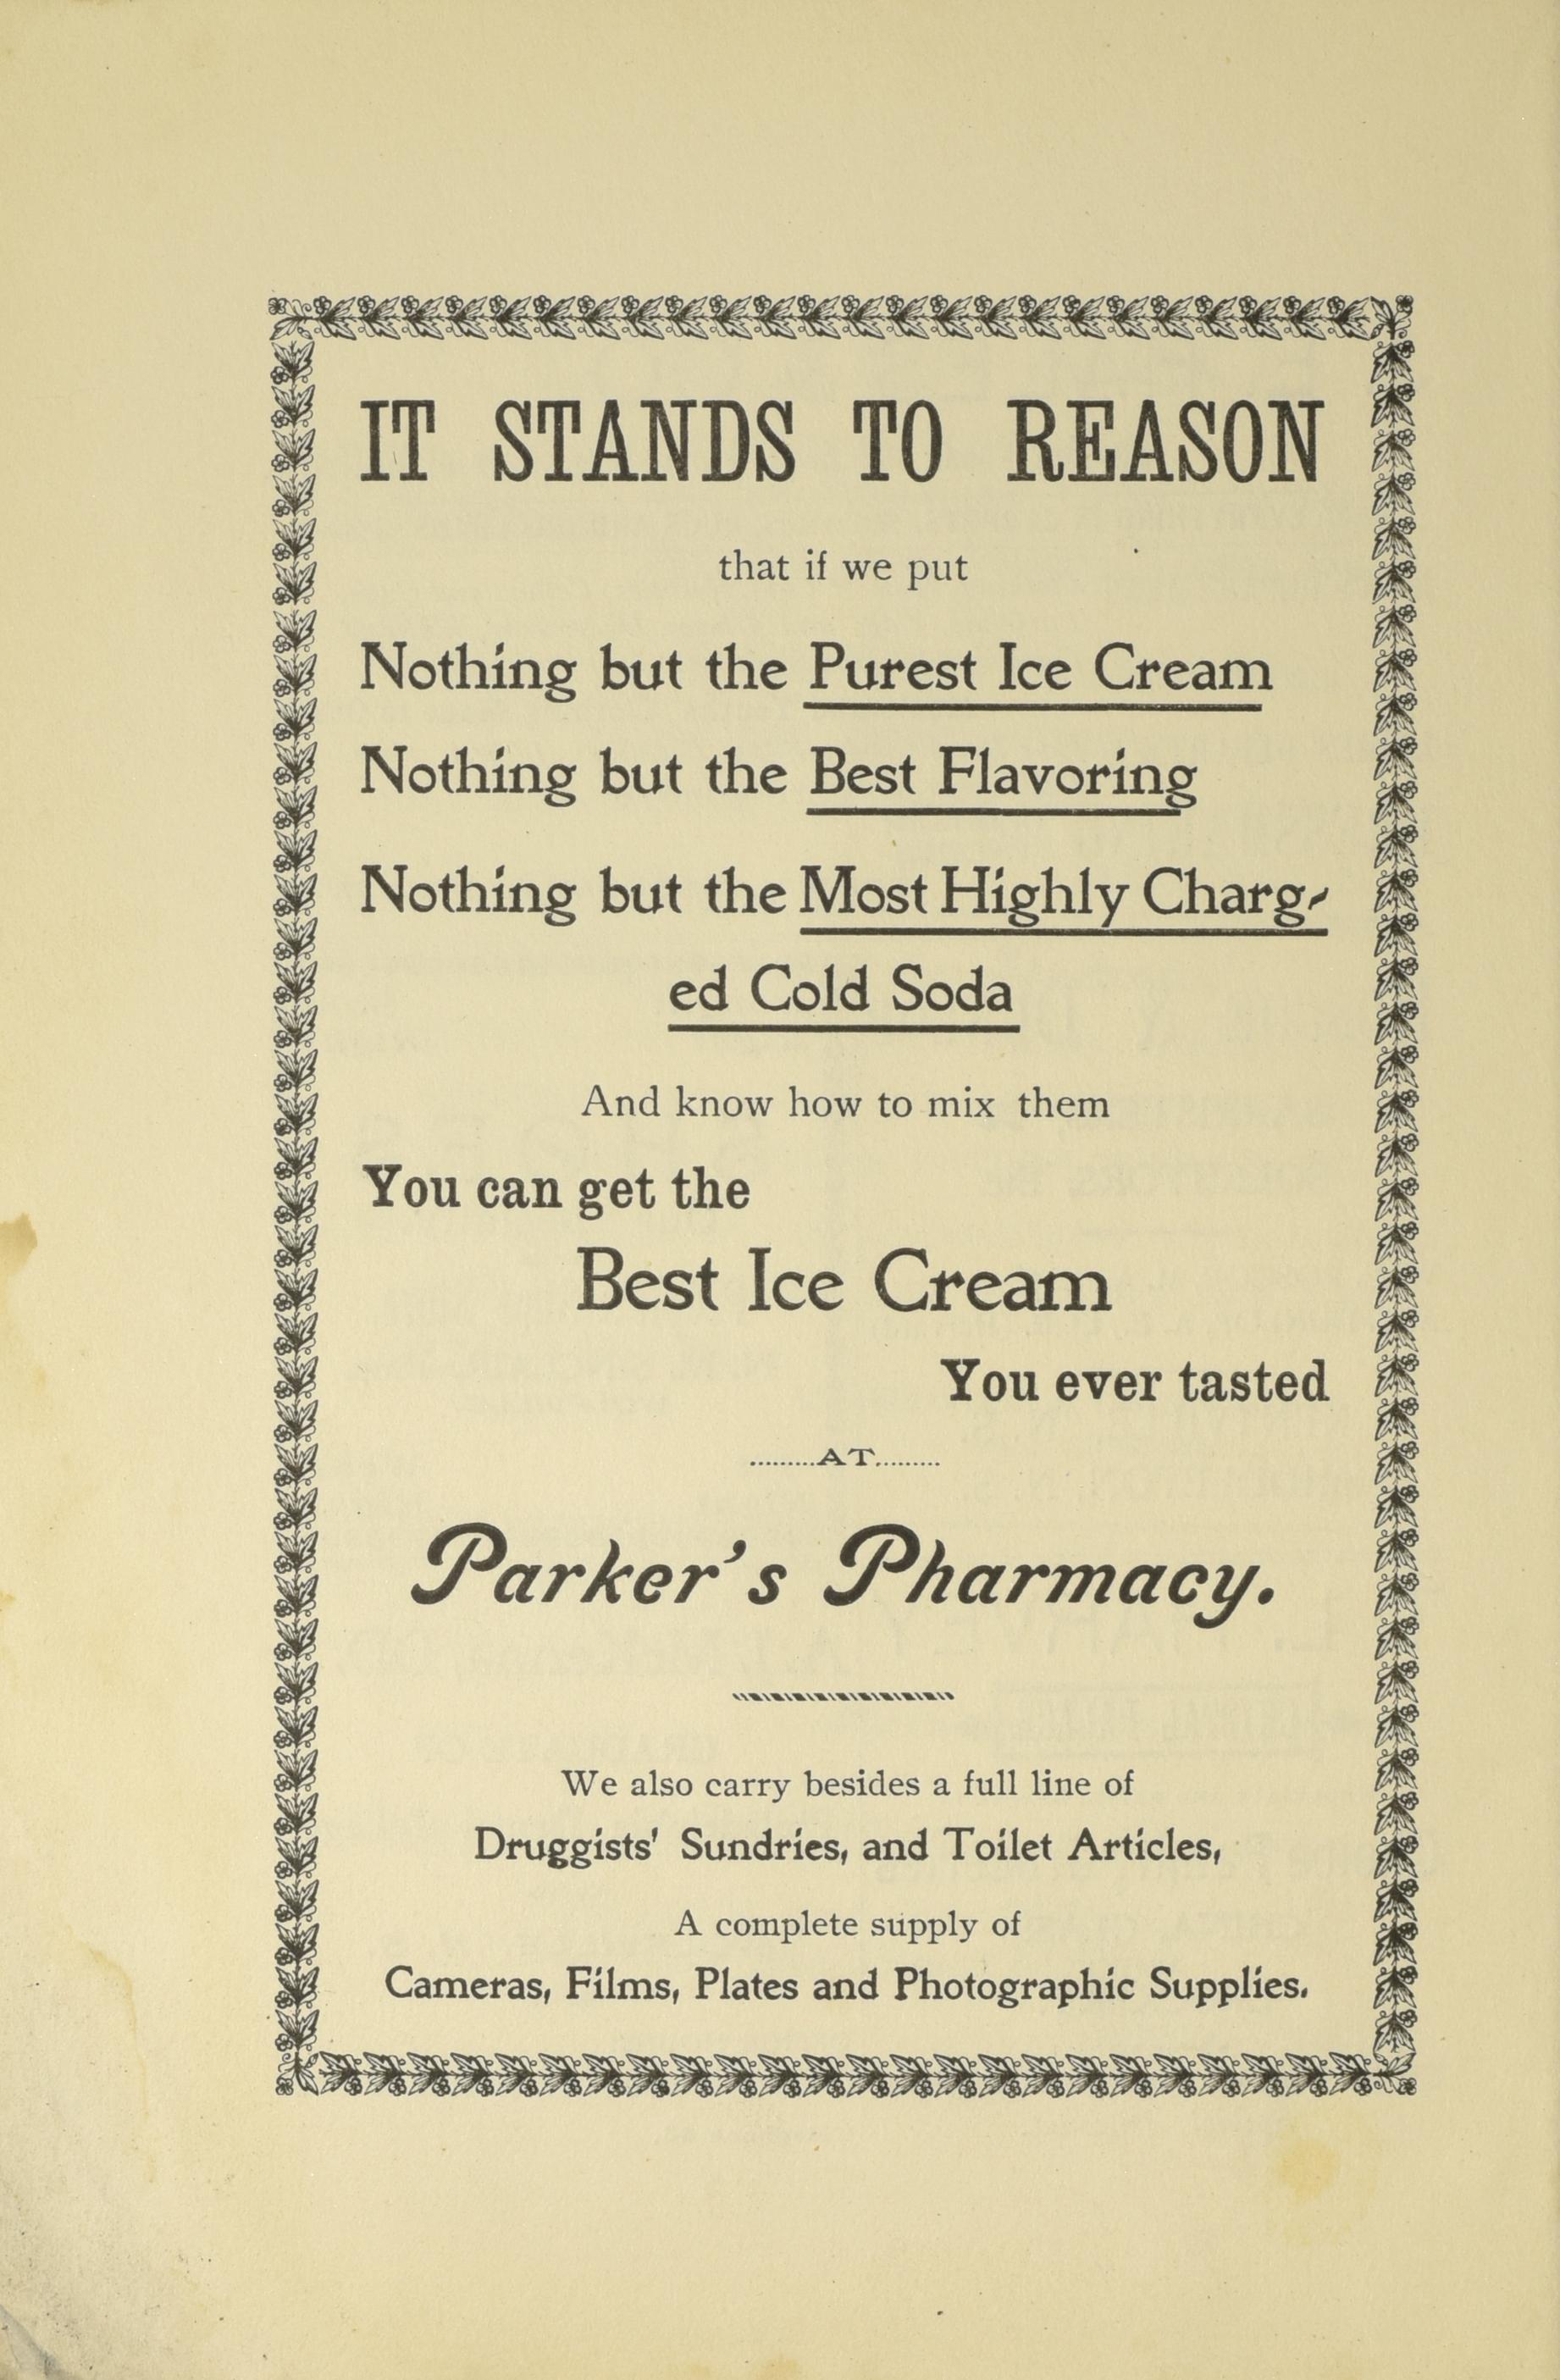 IT STANDS TO REASON
that if we put
Nothing but the Purest Ice Cream
Nothing but the Best Flavoring
Nothing but the Most Highly Charg-
ed Cold Soda
And know how to mix them
You can get the
Best Ice Cream
You ever tasted
.........AT.........
Parker's Pharmacy.
We also carry besides a full line of
Druggists' Sundries, and Toilet Articles,
A complete supply of
Cameras, Films, Plates and Photographic Supplies.